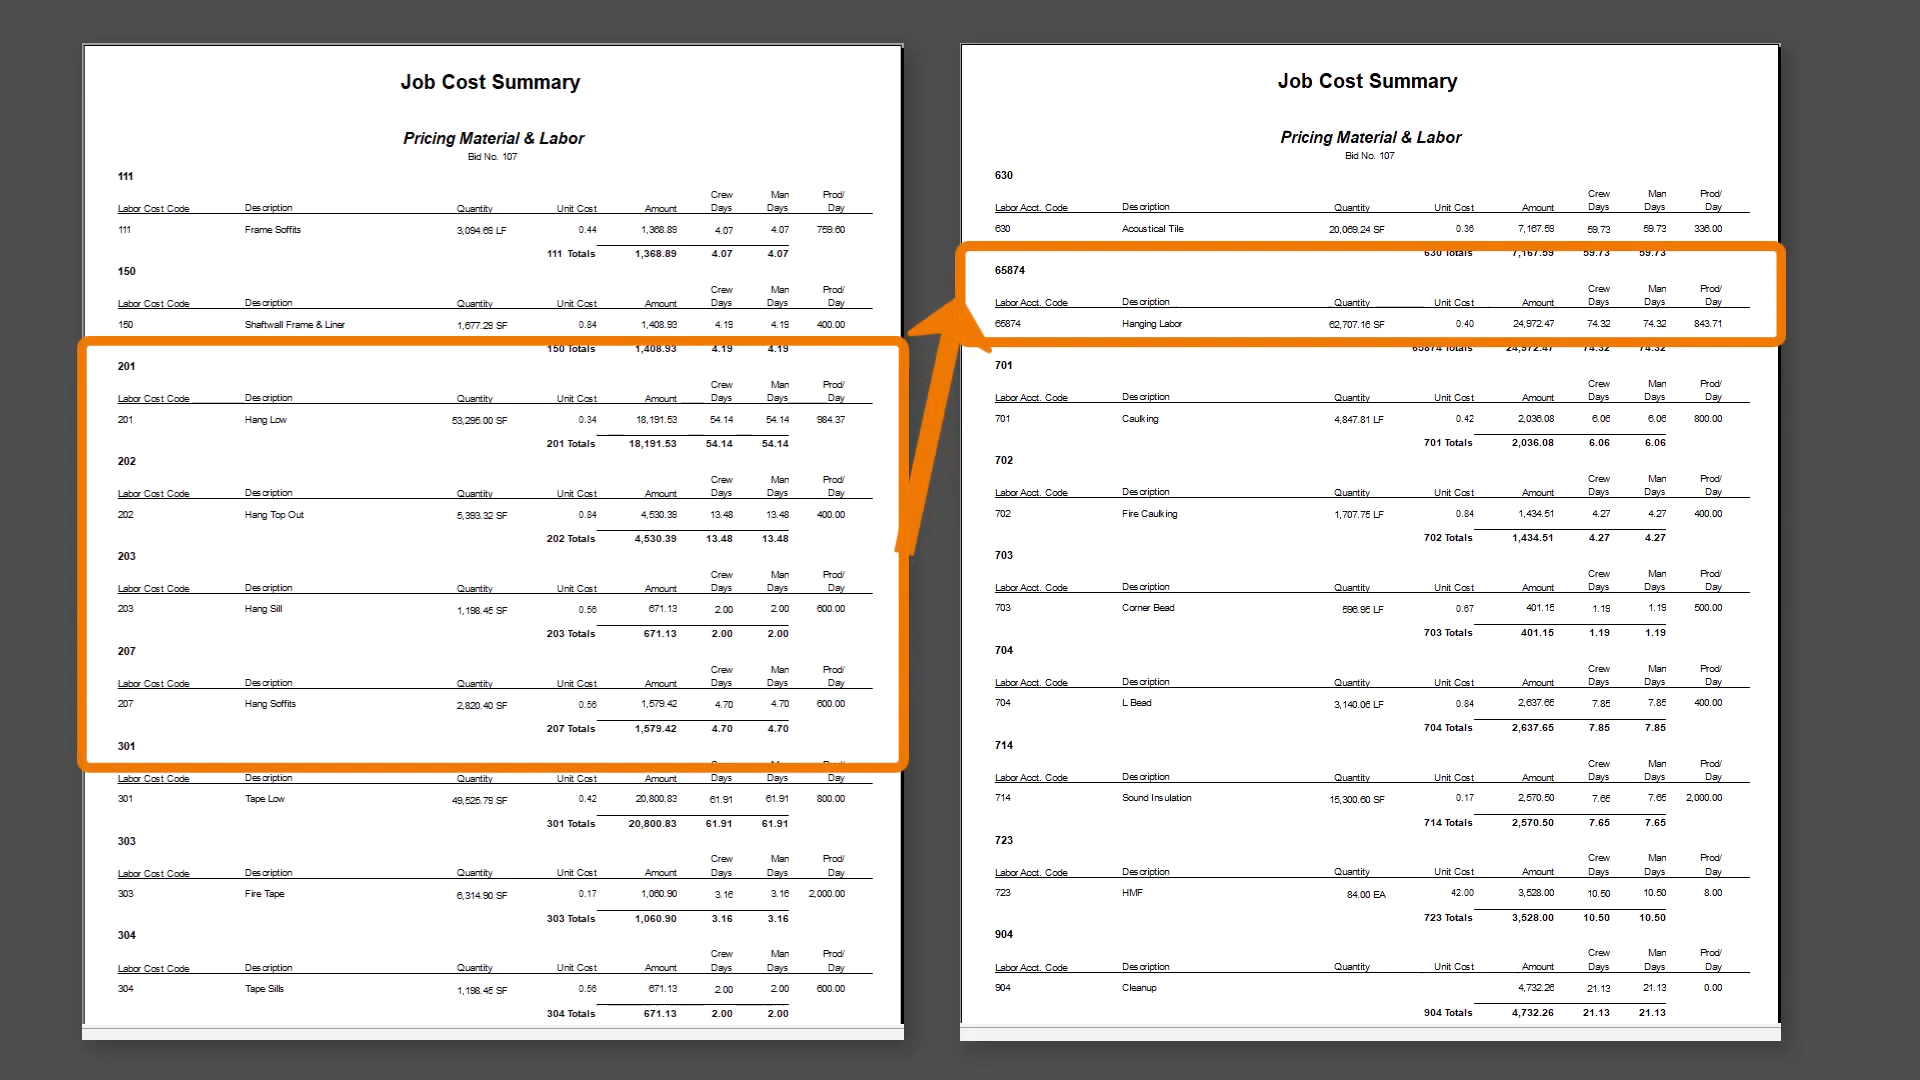 Job Cost Summary
Pricing Material & Labor
Bid No. 107
111
Crew Man Prod/
Labor Cost Code Description Quantity Unit Cost Amount Days Days Day
111 Frame Soffits 3,094.69 LF 0.44 1,368.89 4.07 4.07 759.60
111 Totals 1,368.89 4.07 4.07
150
Crew Man Prod/
Labor Cost Code Description Quantity Unit Cost Amount Days Days Day
150 Shaftwall Frame & Liner 1,677.29 SF 0.84 1,408.93 4.19 4.19 400.00
150 Totals 1,408.93 4.19 4.19
201
Crew Man Prod/
Labor Cost Code Description Quantity Unit Cost Amount Days Days Day
201 Hang Low 53,295.00 SF 0.34 18,191.53 54.14 54.14 984.37
201 Totals 18,191.53 54.14 54.14
202
Crew Man Prod/
Labor Cost Code Description Quantity Unit Cost Amount Days Days Day
202 Hang Top Out 5,393.32 SF 0.84 4,530.39 13.48 13.48 400.00
202 Totals 4,530.39 13.48 13.48
203
Crew Man Prod/
Labor Cost Code Description Quantity Unit Cost Amount Days Days Day
203 Hang Sill 1,198.45 SF 0.56 671.13 2.00 2.00 600.00
203 Totals 671.13 2.00 2.00
207
Crew Man Prod/
Labor Cost Code Description Quantity Unit Cost Amount Days Days Day
207 Hang Soffits 2,820.40 SF 0.56 1,579.42 4.70 4.70 600.00
207 Totals 1,579.42 4.70 4.70
301
Labor Cost Code Description Quantity Unit Cost Amount Days Days Day
301 Tape Low 49,525.79 SF 0.42 20,800.83 61.91 61.91 800.00
301 Totals 20,800.83 61.91 61.91
303
Crew Man Prod/
Labor Cost Code Description Quantity Unit Cost Amount Days Days Day
303 Fire Tape 6,314.90 SF 0.17 1,060.90 3.16 3.16 2,000.00
303 Totals 1,060.90 3.16 3.16
304
Crew Man Prod/
Labor Cost Code Description Quantity Unit Cost Amount Days Days Day
304 Tape Sills 1,198.45 SF 0.56 671.13 2.00 2.00 600.00
304 Totals 671.13 2.00 2.00
Job Cost Summary
Pricing Material & Labor
Bid No. 107
630
Crew Man Prod/
Labor Acct. Code Description Quantity Unit Cost Amount Days Days Day
630 Acoustical Tile 20,069.24 SF 0.36 7,167.59 59.73 59.73 336.00
630 Totals 7,167.59 59.73 59.73
65874
Crew Man Prod/
Labor Acct. Code Description Quantity Unit Cost Amount Days Days Day
65874 Hanging Labor 62,707.16 SF 0.40 24,972.47 74.32 74.32 843.71
65874 Totals 24,972.47 74.32 74.32
701
Crew Man Prod/
Labor Acct. Code Description Quantity Unit Cost Amount Days Days Day
701 Caulking 4,847.81 LF 0.42 2,036.08 6.06 6.06 800.00
701 Totals 2,036.08 6.06 6.06
702
Crew Man Prod/
Labor Acct. Code Description Quantity Unit Cost Amount Days Days Day
702 Fire Caulking 1,707.75 LF 0.84 1,434.51 4.27 4.27 400.00
702 Totals 1,434.51 4.27 4.27
703
Crew Man Prod/
Labor Acct. Code Description Quantity Unit Cost Amount Days Days Day
703 Corner Bead 596.95 LF 0.67 401.15 1.19 1.19 500.00
703 Totals 401.15 1.19 1.19
704
Crew Man Prod/
Labor Acct. Code Description Quantity Unit Cost Amount Days Days Day
704 L Bead 3,140.06 LF 0.84 2,637.65 7.85 7.85 400.00
704 Totals 2,637.65 7.85 7.85
714
Crew Man Prod/
Labor Acct. Code Description Quantity Unit Cost Amount Days Days Day
714 Sound Insulation 15,300.60 SF 0.17 2,570.50 7.65 7.65 2,000.00
714 Totals 2,570.50 7.65 7.65
723
Crew Man Prod/
Labor Acct. Code Description Quantity Unit Cost Amount Days Days Day
723 HMF 84.00 EA 42.00 3,528.00 10.50 10.50 8.00
723 Totals 3,528.00 10.50 10.50
904
Crew Man Prod/
Labor Acct. Code Description Quantity Unit Cost Amount Days Days Day
904 Cleanup 4,732.26 21.13 21.13 0.00
904 Totals 4,732.26 21.13 21.13